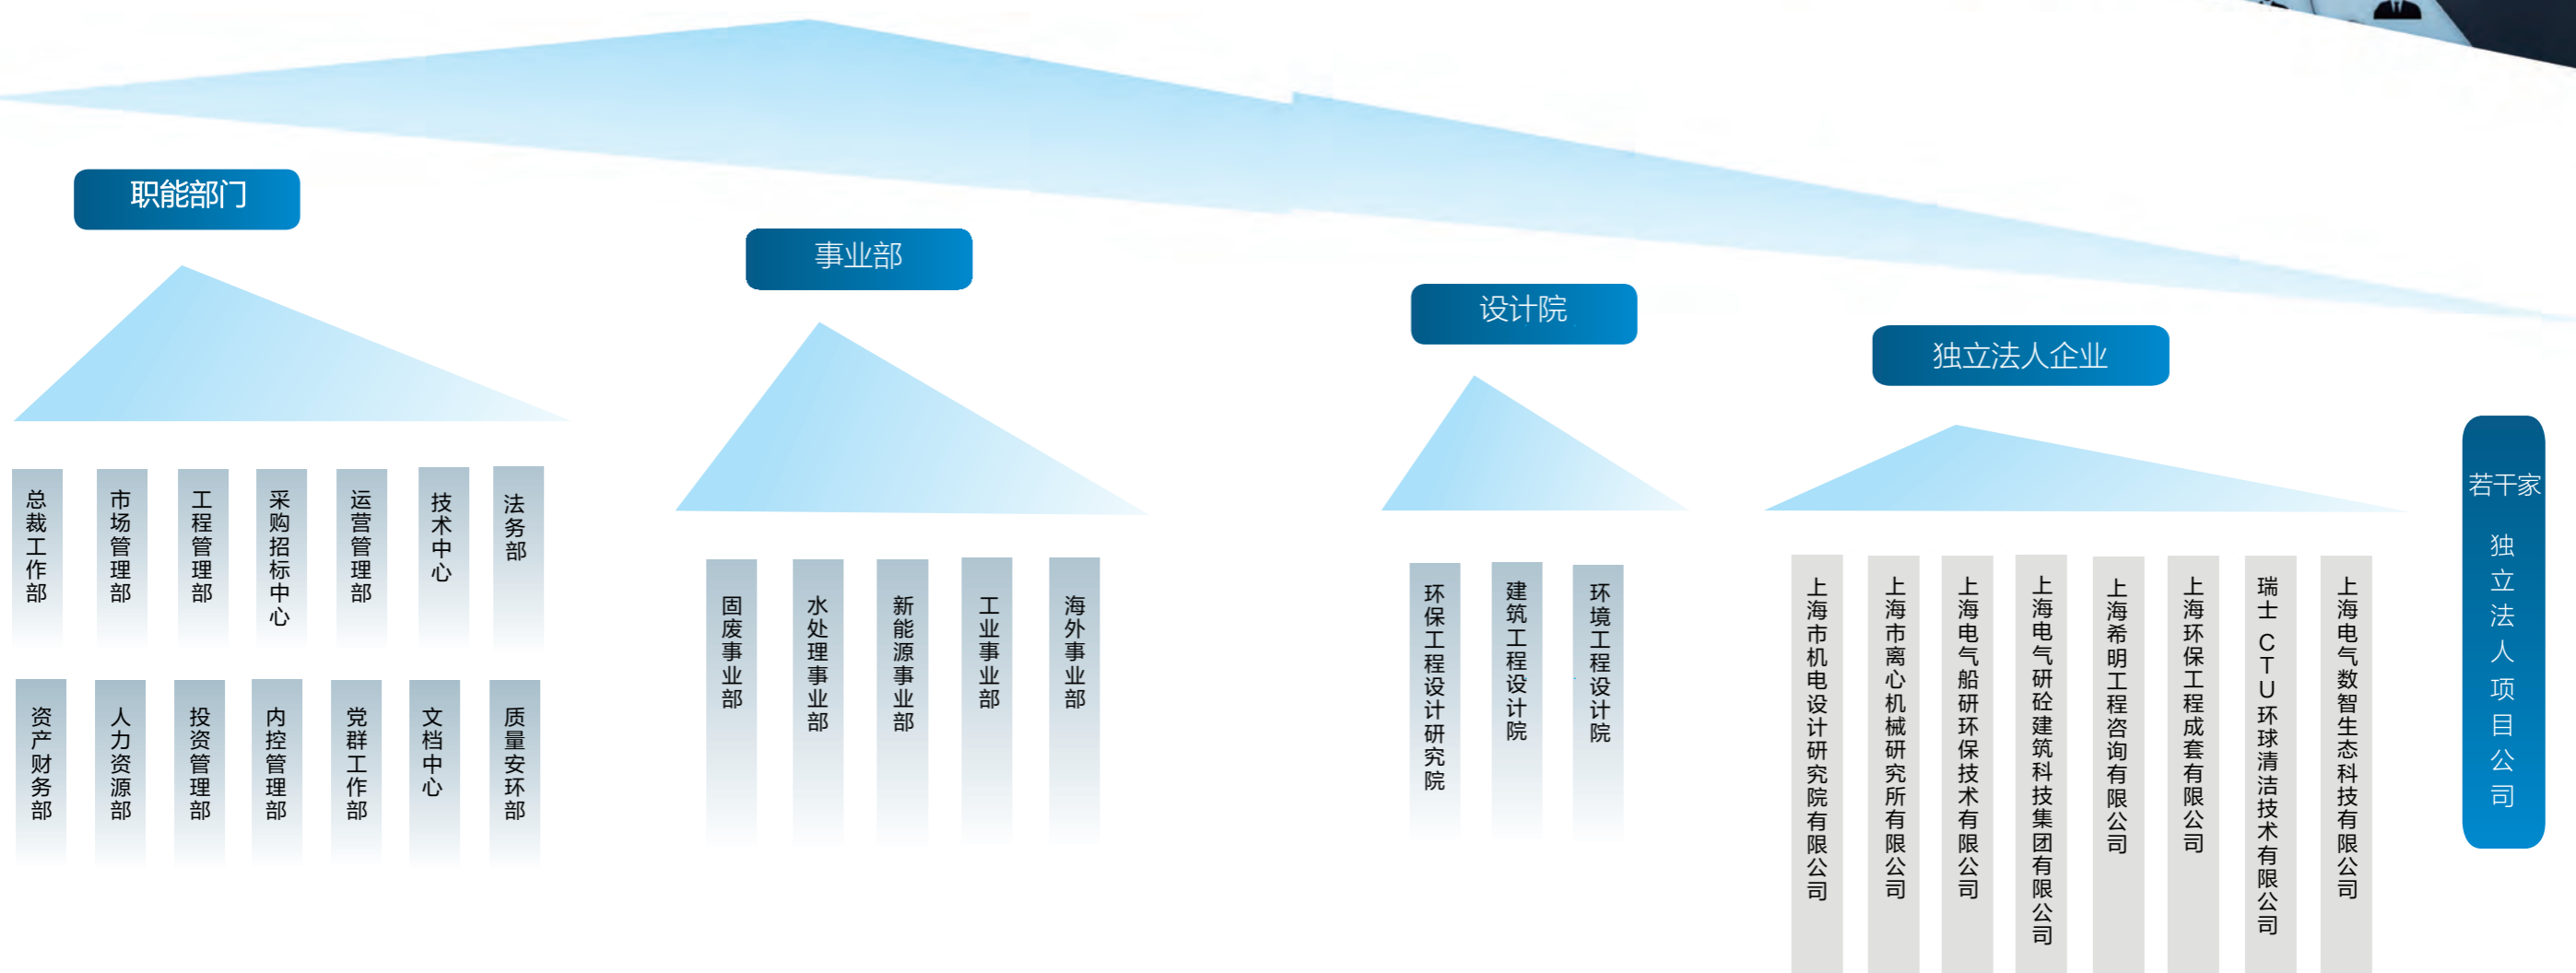 职能部门
总裁工作部
市场管理部
工程管理部
采购招标中心
运营管理部
技术中心
法务部
资产财务部
人力资源部
投资管理部
内控管理部
党群工作部
文档中心
质量安环部
事业部
固废事业部
水处理事业部
新能源事业部
工业事业部
海外事业部
设计院
环保工程设计研究院
建筑工程设计院
环境工程设计院
独立法人企业
上海市机电设计研究院有限公司
上海市离心机械研究所有限公司
上海电气船研环保技术有限公司
上海电气研砼建筑科技集团有限公司
上海希明工程咨询有限公司
上海环保工程成套有限公司
瑞士 CTU 环球清洁技术有限公司
上海电气数智生态科技有限公司
若干家
独立法人项目公司